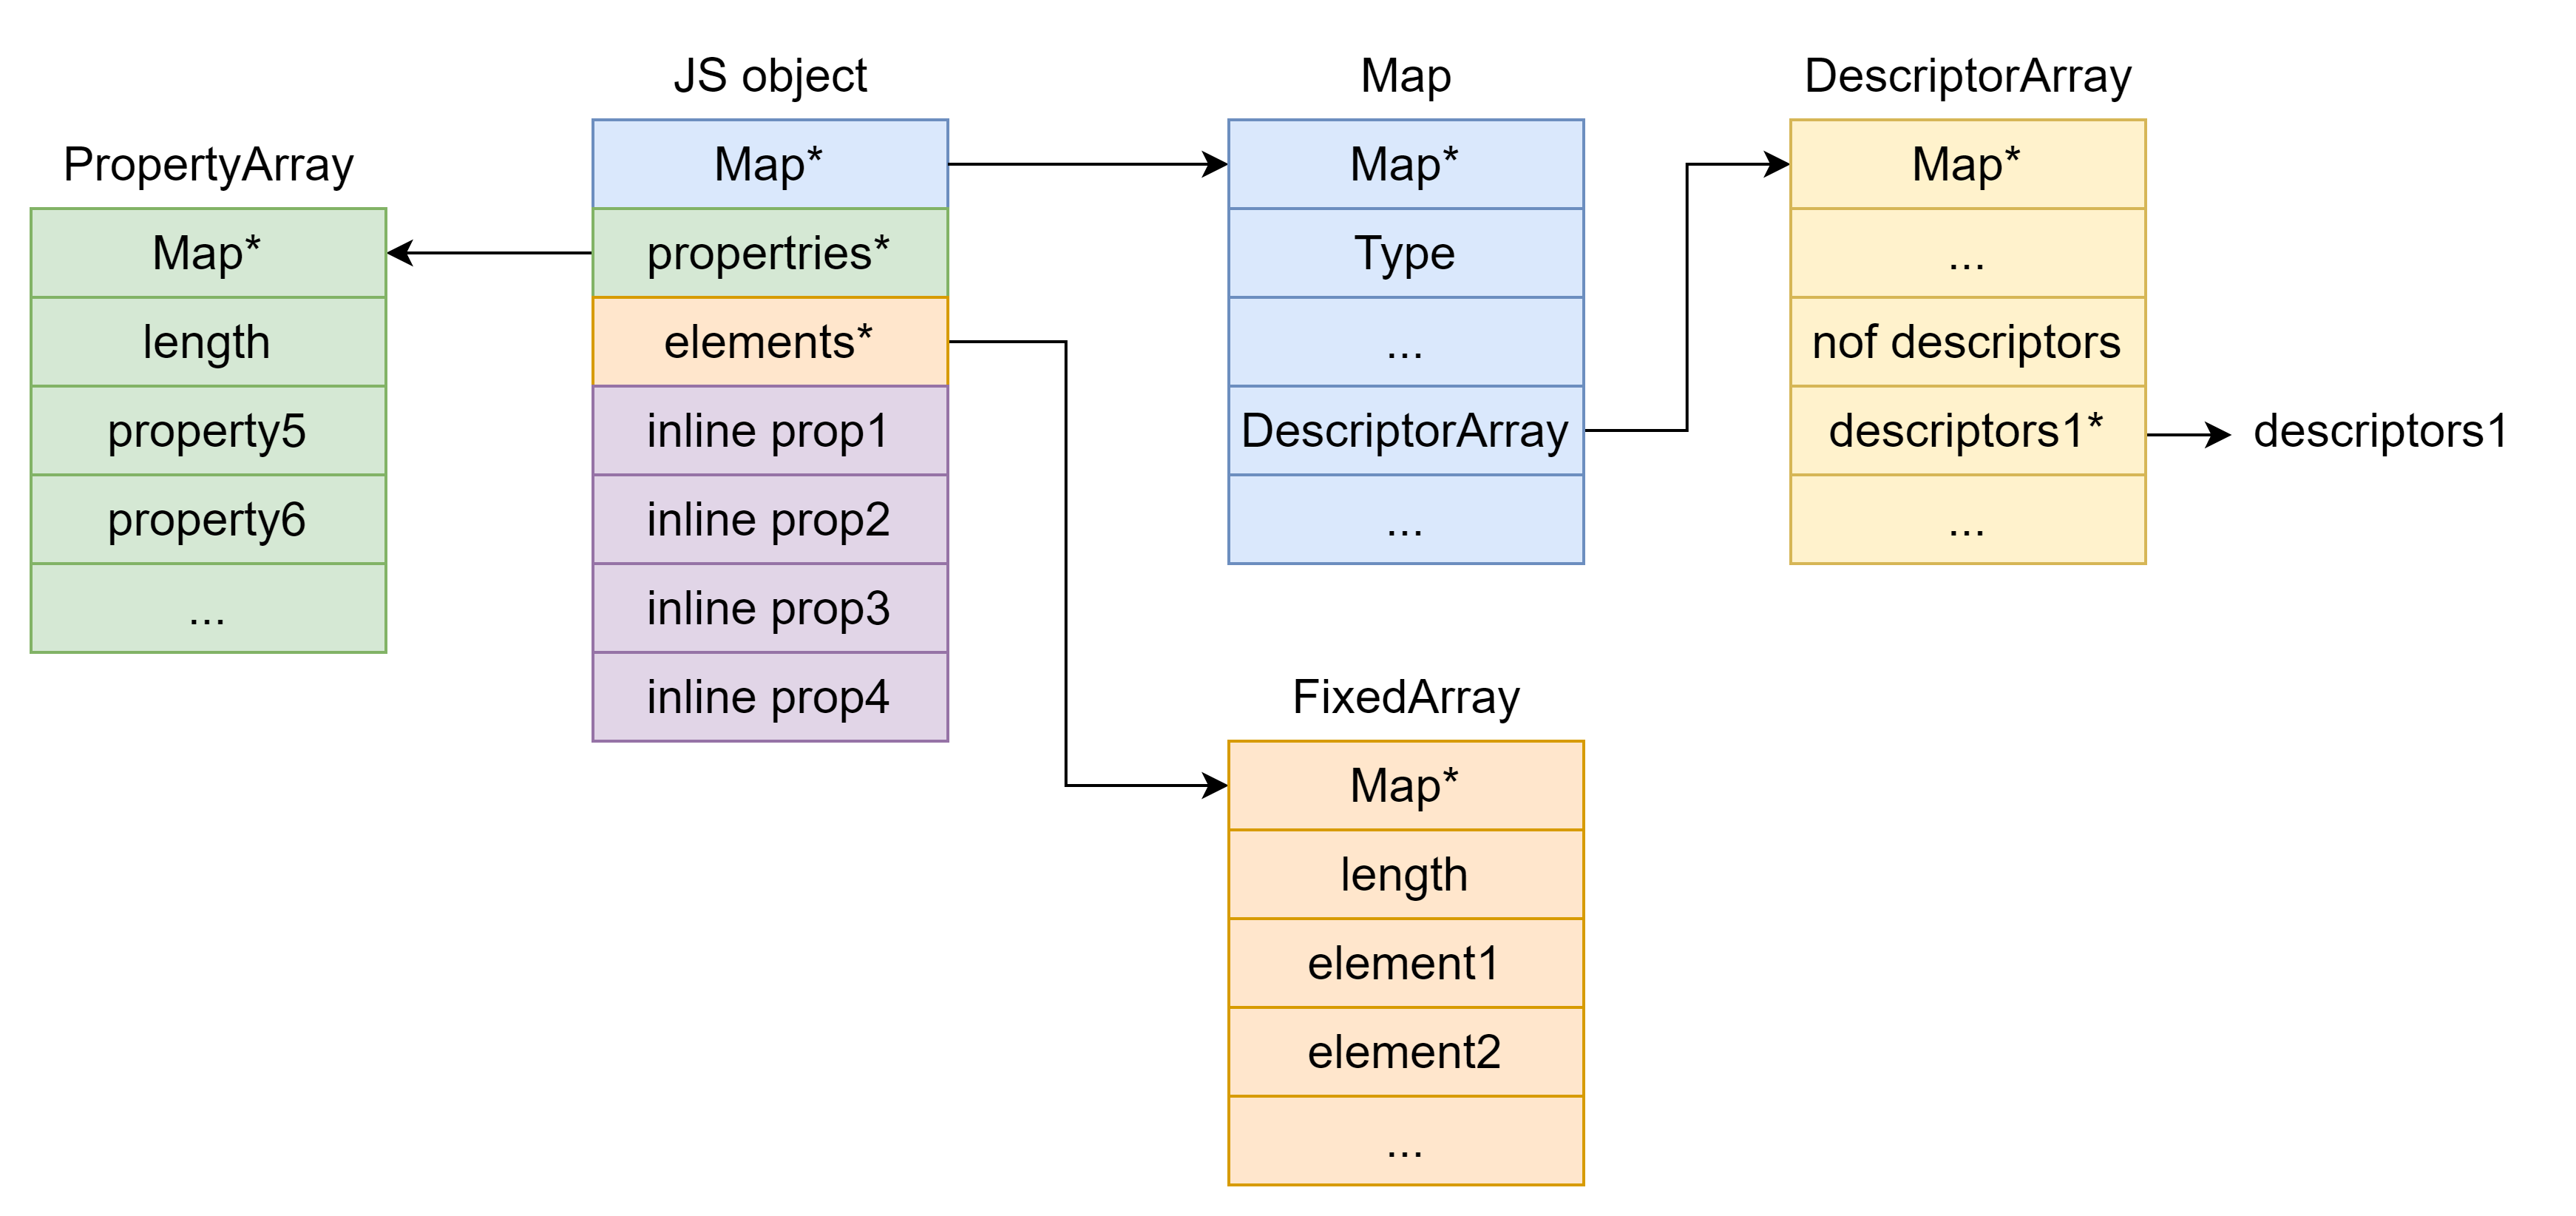 PropertyArray
Map*
length
property5
property6
...
JS object
Map*
propertries*
elements*
inline prop1
inline prop2
inline prop3
inline prop4
Map
Map*
Type
...
DescriptorArray
...
DescriptorArray
Map*
...
nof descriptors
descriptors1*
...
descriptors1
FixedArray
Map*
length
element1
element2
...